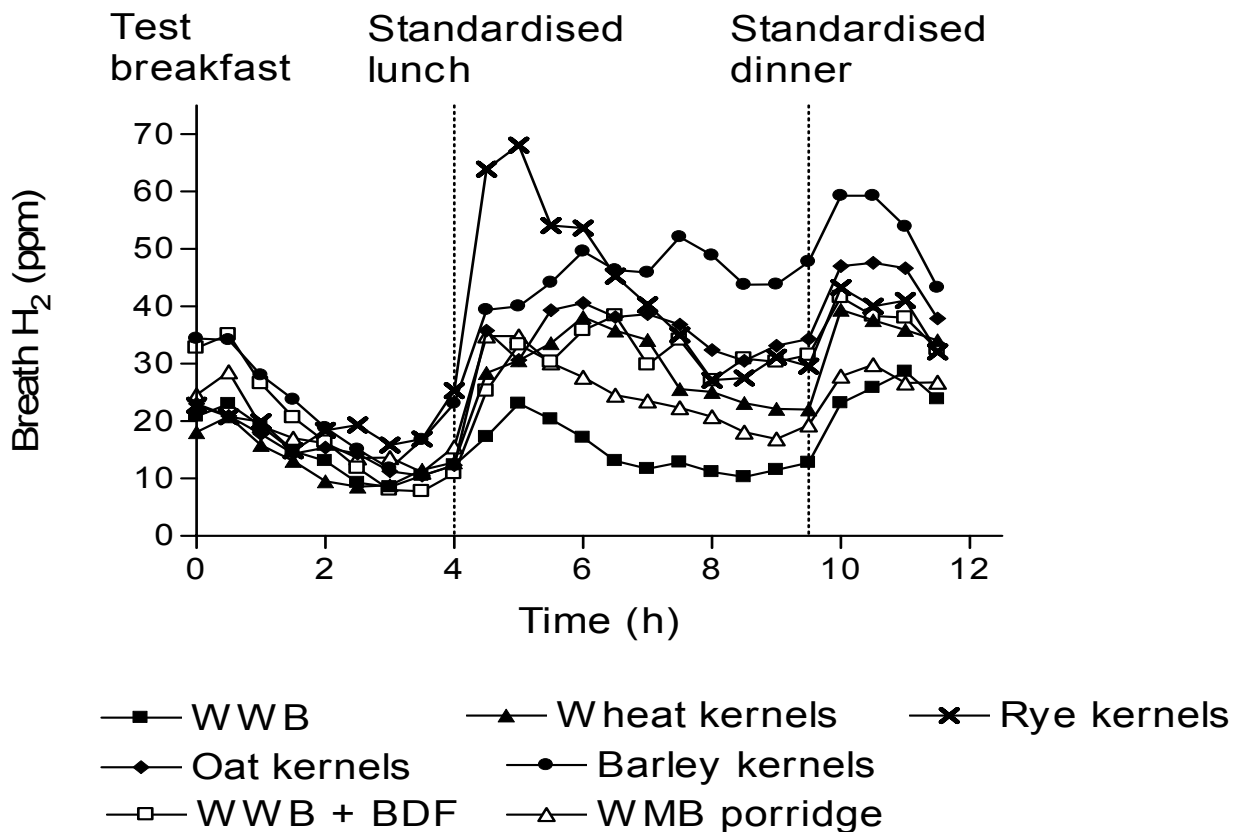 Test breakfast
Standardised lunch
Standardised dinner
70
60
50
40
30
20
10
0
Breath H₂ (ppm)
0 2 4 6 8 10 12
Time (h)
WWB Wheat kernels Rye kernels
Oat kernels Barley kernels
WWB + BDF WMB porridge